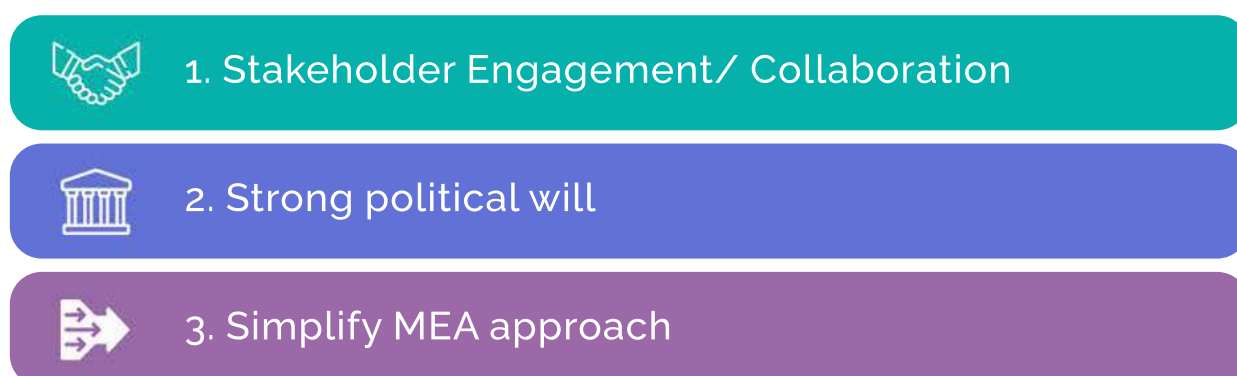 1. Stakeholder Engagement/ Collaboration
2. Strong political will
3. Simplify MEA approach